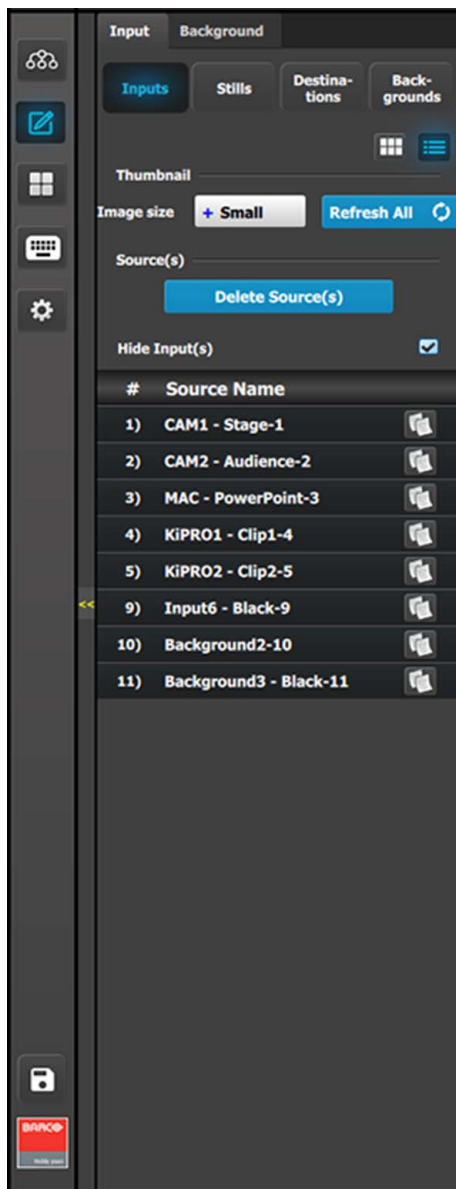 Input Background
Inputs Stills Destina-
tions Back-
grounds
Thumbnail
Image size + Small Refresh All
Source(s)
Delete Source(s)
Hide Input(s)
# Source Name
1) CAM1 - Stage-1
2) CAM2 - Audience-2
3) MAC - PowerPoint-3
4) KiPRO1 - Clip1-4
5) KiPRO2 - Clip2-5
<<
9) Input6 - Black-9
10) Background2-10
11) Background3 - Black-11
BARCO